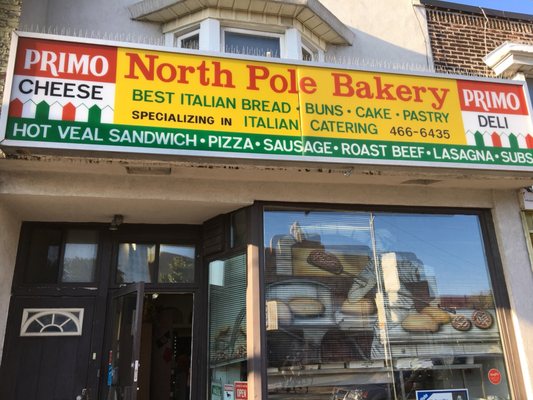 PRIMO
CHEESE
North Pole Bakery
BEST ITALIAN BREAD • BUNS • CAKE • PASTRY
SPECIALIZING IN ITALIAN CATERING 466-6435
PRIMO
DELI
HOT VEAL SANDWICH • PIZZA • SAUSAGE • ROAST BEEF • LASAGNA • SUBS
OPEN